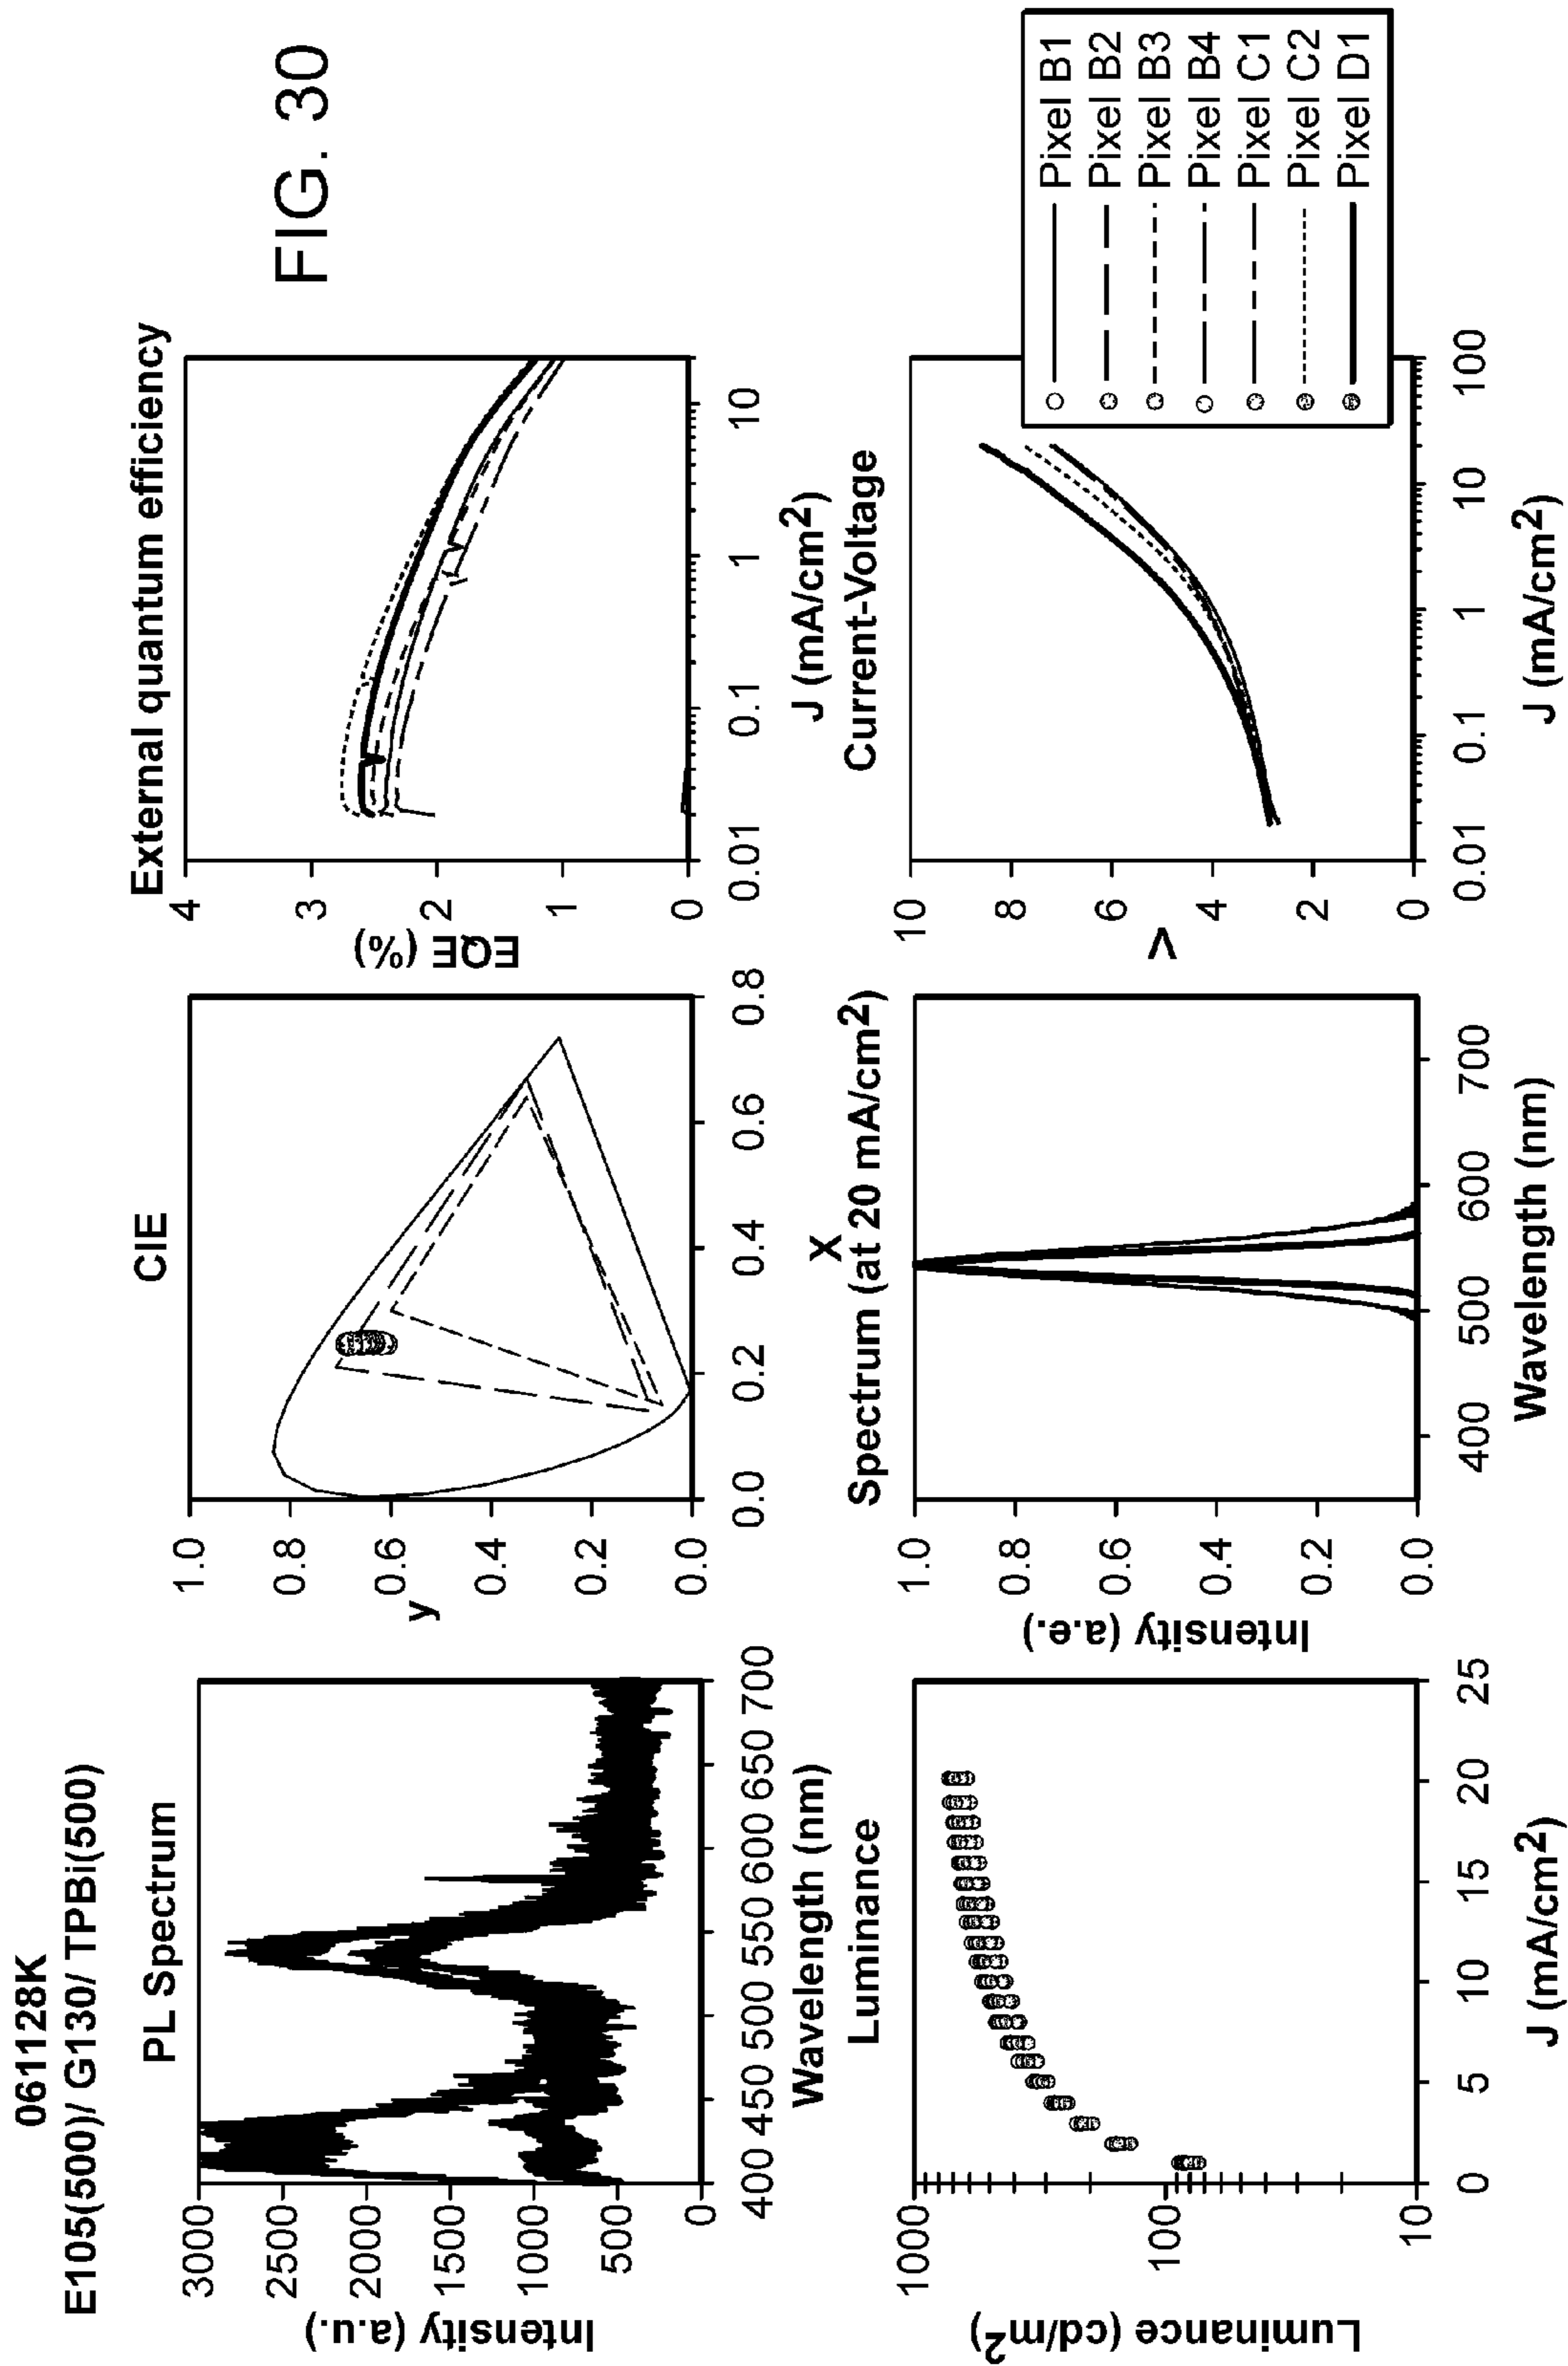 061128K
E105(500)/ G130/ TPBi(500)
FIG. 30
PL Spectrum
Intensity (a.u.)
3000
2500
2000
1500
1000
500
0
400 450 500 550 600 650 700
Wavelength (nm)
CIE
y
1.0
0.8
0.6
0.4
0.2
0.0
0.0 0.2 0.4 0.6 0.8
X
External quantum efficiency
EQE (%)
4
3
2
1
0
0.01 0.1 1 10
J (mA/cm2)
Luminance
Luminance (cd/m2)
1000
100
10
0 5 10 15 20 25
J (mA/cm2)
Spectrum (at 20 mA/cm2)
Intensity (a.e.)
1.0
0.8
0.6
0.4
0.2
0.0
400 500 600 700
Wavelength (nm)
Current-Voltage
V
10
8
6
4
2
0
0.01 0.1 1 10 100
J (mA/cm2)
Pixel B1
Pixel B2
Pixel B3
Pixel B4
Pixel C1
Pixel C2
Pixel D1